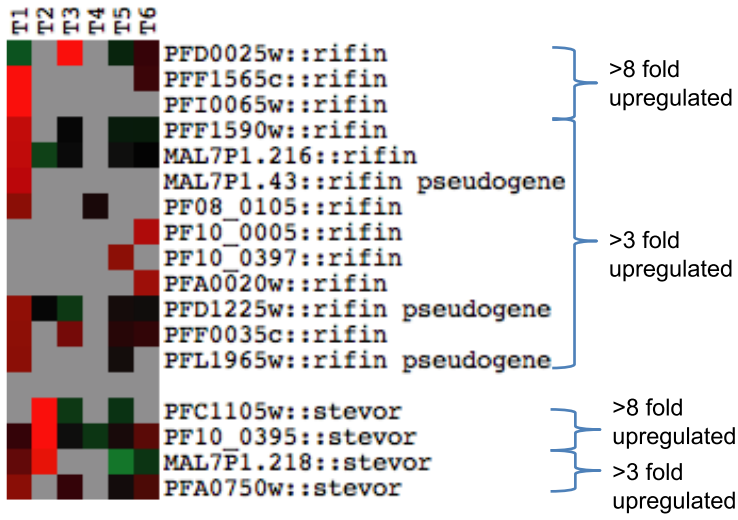 T1 T2 T3 T4 T5 T6
PFD0025w::rifin
PFF1565c::rifin
PFI0065w::rifin
>8 fold
upregulated
PFF1590w::rifin
MAL7P1.216::rifin
MAL7P1.43::rifin pseudogene
PF08_0105::rifin
PF10_0005::rifin
PF10_0397::rifin
PFA0020w::rifin
PFD1225w::rifin pseudogene
PFF0035c::rifin
PFL1965w::rifin pseudogene
>3 fold
upregulated
PFC1105w::stevor
PF10_0395::stevor
>8 fold
upregulated
MAL7P1.218::stevor
PFA0750w::stevor
>3 fold
upregulated